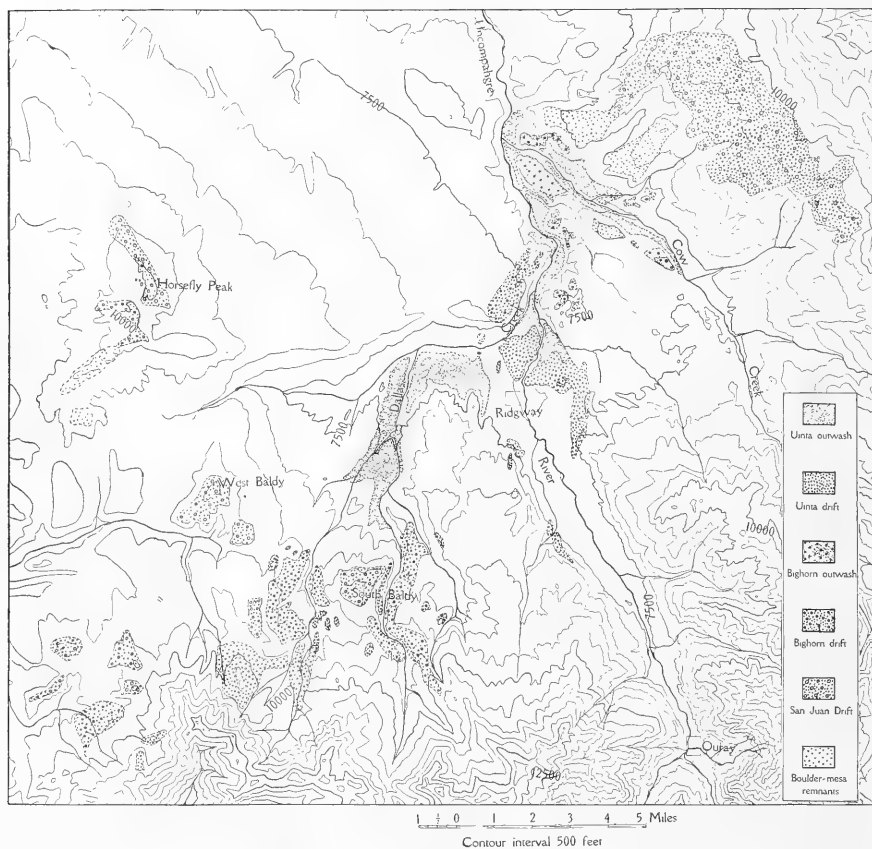 Uncompahgre
7500
10000
Cow
Horsefly Peak
10000
7500
Creek
Ridgway
Dallas
Creek
7500
River
Uinta outwash
West Baldy
Uinta drift
10000
Bighorn outwash
South Baldy
7500
Bighorn drift
10000
San Juan Drift
Ouray
12500
Boulder-mesa
remnants
1 ½ 0 1 2 3 4 5 Miles
Contour interval 500 feet